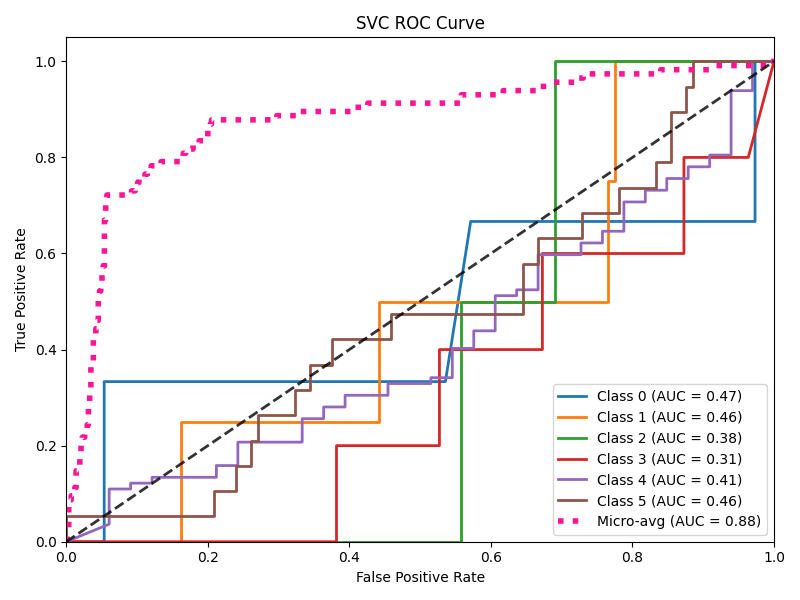 SVC ROC Curve
True Positive Rate
1.0
0.8
0.6
0.4
0.2
0.0
0.0 0.2 0.4 0.6 0.8 1.0
False Positive Rate
Class 0 (AUC = 0.47)
Class 1 (AUC = 0.46)
Class 2 (AUC = 0.38)
Class 3 (AUC = 0.31)
Class 4 (AUC = 0.41)
Class 5 (AUC = 0.46)
Micro-avg (AUC = 0.88)